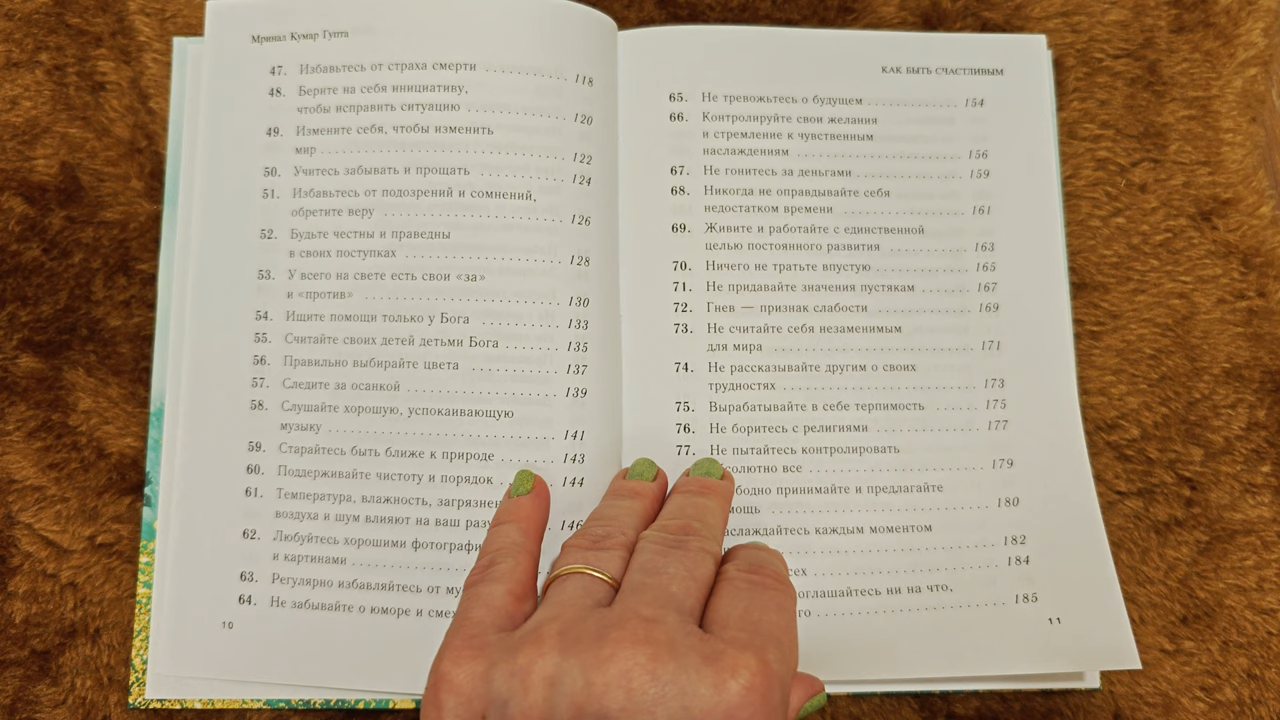 Мринал Кумар Гупта
47. Избавьтесь от страха смерти .......... 118
48. Берите на себя инициативу,
чтобы исправить ситуацию .......... 120
49. Измените себя, чтобы изменить
мир .......... 122
50. Учитесь забывать и прощать .......... 124
51. Избавьтесь от подозрений и сомнений,
обретите веру .......... 126
52. Будьте честны и праведны
в своих поступках .......... 128
53. У всего на свете есть свои «за»
и «против» .......... 130
54. Ищите помощи только у Бога .......... 133
55. Считайте своих детей детьми Бога .......... 135
56. Правильно выбирайте цвета .......... 137
57. Следите за осанкой .......... 139
58. Слушайте хорошую, успокаивающую
музыку .......... 141
59. Старайтесь быть ближе к природе .......... 143
60. Поддерживайте чистоту и порядок .......... 144
61. Температура, влажность,
воздуха и шум влияют на ваш .......... 146
62. Любуйтесь хорошими
и картинами ..........
63. Регулярно избавляйтесь от
64. Не забывайте о юморе и
10
КАК БЫТЬ СЧАСТЛИВЫМ
65. Не тревожьтесь о будущем .......... 154
66. Контролируйте свои желания
и стремление к чувственным
наслаждениям .......... 156
67. Не гонитесь за деньгами .......... 159
68. Никогда не оправдывайте себя
недостатком времени .......... 161
69. Живите и работайте с единственной
целью постоянного развития .......... 163
70. Ничего не тратьте впустую .......... 165
71. Не придавайте значения пустякам .......... 167
72. Гнев — признак слабости .......... 169
73. Не считайте себя незаменимым
для мира .......... 171
74. Не рассказывайте другим о своих
трудностях .......... 173
75. Вырабатывайте в себе терпимость .......... 175
76. Не боритесь с религиями .......... 177
77. Не пытайтесь контролировать
все .......... 179
принимайте и предлагайте
.......... 180
каждым моментом
.......... 182
.......... 184
ни на что,
.......... 185
11